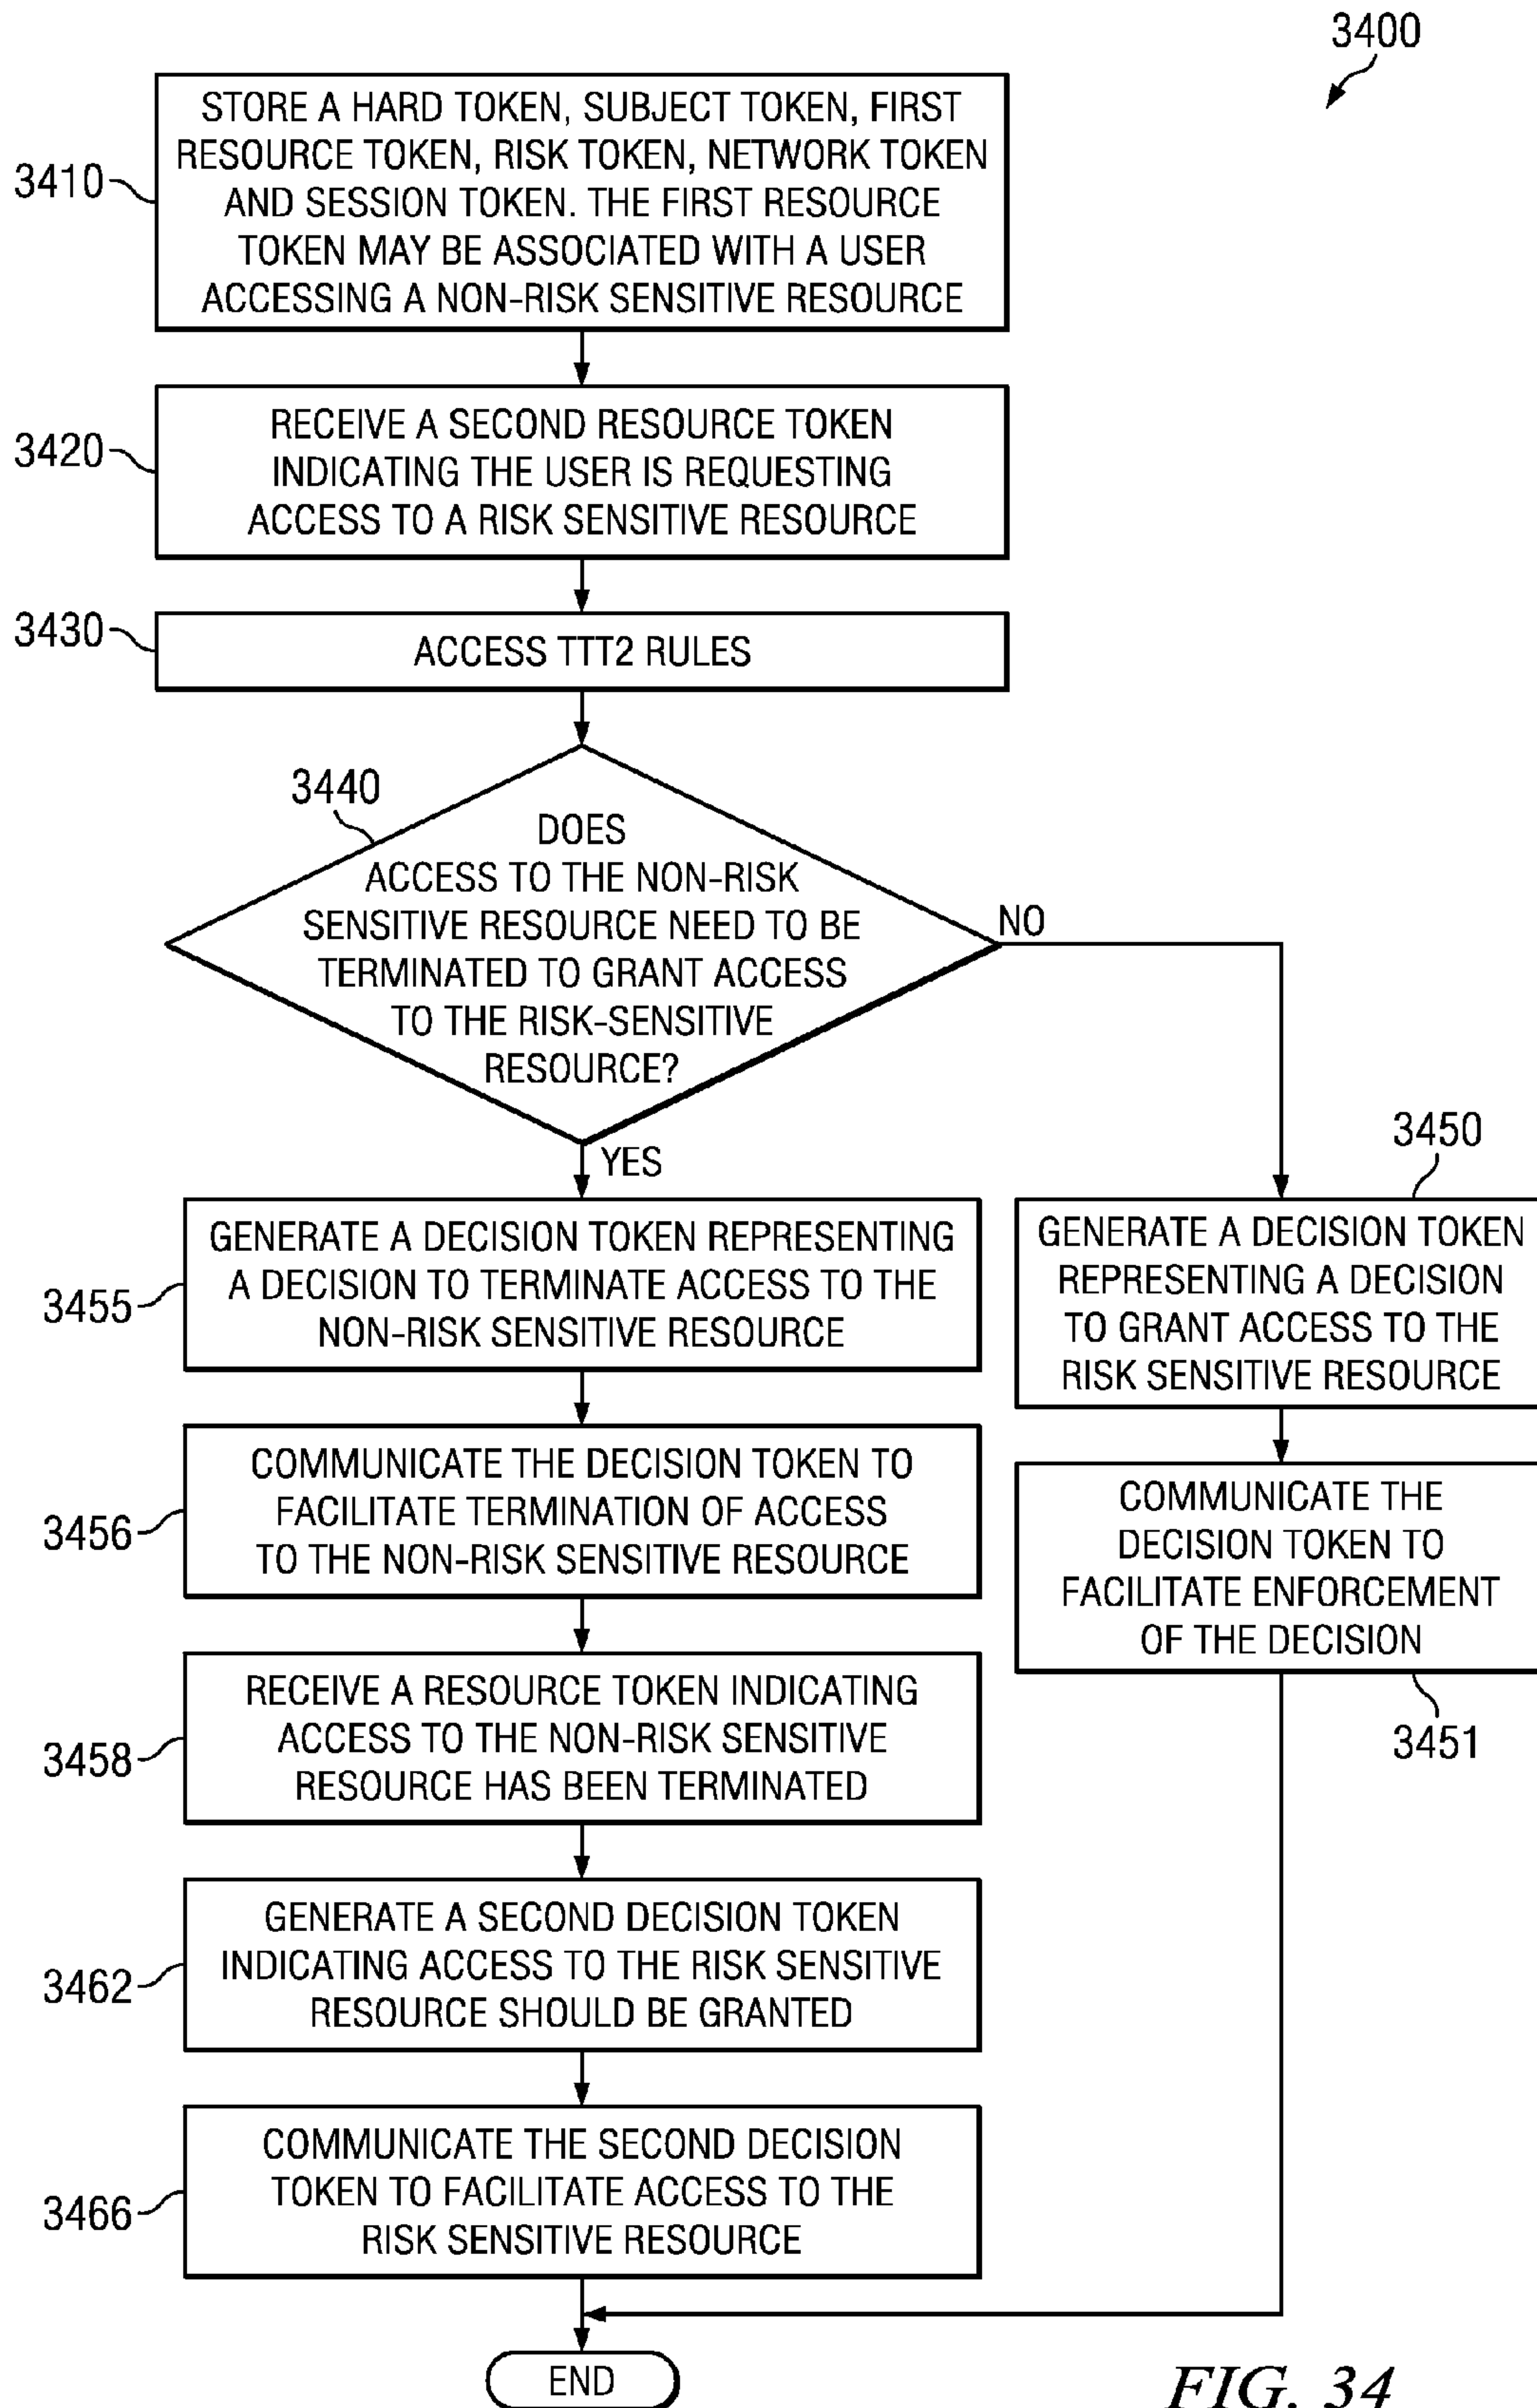 3400
3410
STORE A HARD TOKEN, SUBJECT TOKEN, FIRST
RESOURCE TOKEN, RISK TOKEN, NETWORK TOKEN
AND SESSION TOKEN. THE FIRST RESOURCE
TOKEN MAY BE ASSOCIATED WITH A USER
ACCESSING A NON-RISK SENSITIVE RESOURCE
3420
RECEIVE A SECOND RESOURCE TOKEN
INDICATING THE USER IS REQUESTING
ACCESS TO A RISK SENSITIVE RESOURCE
3430
ACCESS TTT2 RULES
3440
DOES
ACCESS TO THE NON-RISK
SENSITIVE RESOURCE NEED TO BE
TERMINATED TO GRANT ACCESS
TO THE RISK-SENSITIVE
RESOURCE?
NO
YES
3455
GENERATE A DECISION TOKEN REPRESENTING
A DECISION TO TERMINATE ACCESS TO THE
NON-RISK SENSITIVE RESOURCE
3456
COMMUNICATE THE DECISION TOKEN TO
FACILITATE TERMINATION OF ACCESS
TO THE NON-RISK SENSITIVE RESOURCE
3458
RECEIVE A RESOURCE TOKEN INDICATING
ACCESS TO THE NON-RISK SENSITIVE
RESOURCE HAS BEEN TERMINATED
3462
GENERATE A SECOND DECISION TOKEN
INDICATING ACCESS TO THE RISK SENSITIVE
RESOURCE SHOULD BE GRANTED
3466
COMMUNICATE THE SECOND DECISION
TOKEN TO FACILITATE ACCESS TO THE
RISK SENSITIVE RESOURCE
3450
GENERATE A DECISION TOKEN
REPRESENTING A DECISION
TO GRANT ACCESS TO THE
RISK SENSITIVE RESOURCE
COMMUNICATE THE
DECISION TOKEN TO
FACILITATE ENFORCEMENT
OF THE DECISION
3451
END
FIG. 34